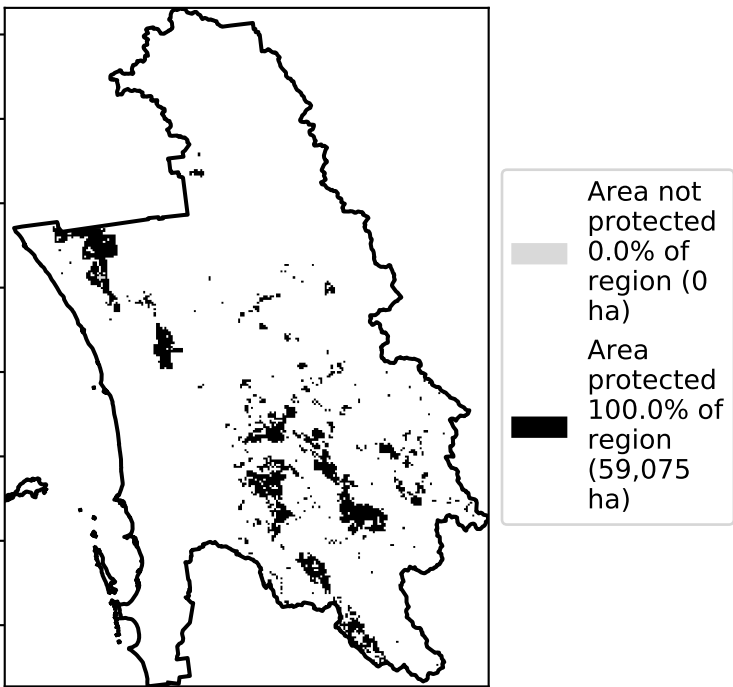 Area not
protected
0.0% of
region (0
ha)
Area
protected
100.0% of
region
(59,075
ha)